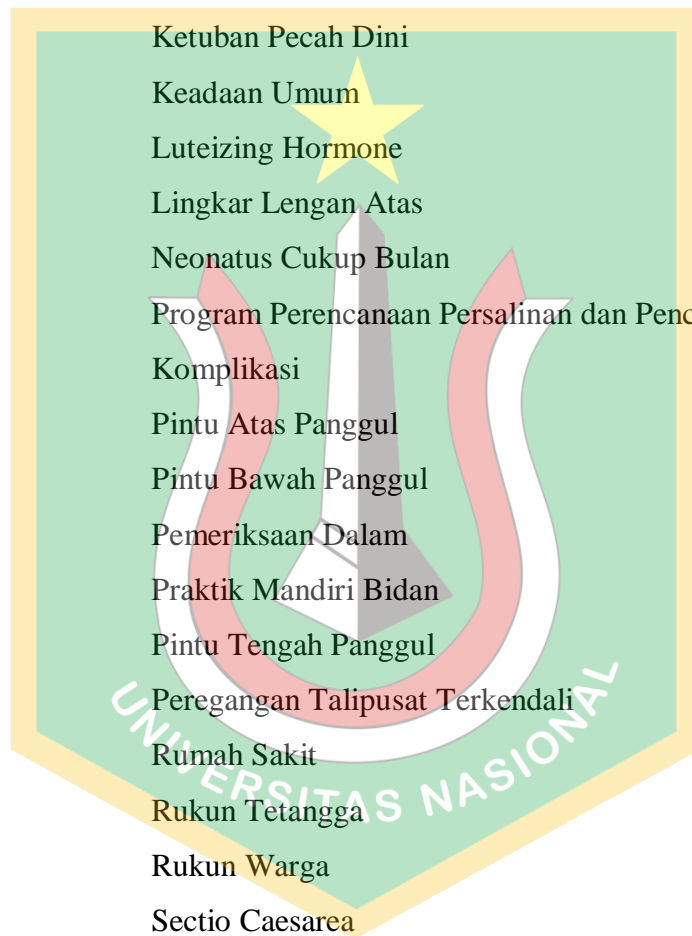 Ketuban Pecah Dini
Keadaan Umum
Luteizing Hormone
Lingkar Lengan Atas
Neonatus Cukup Bulan
Program Perencanaan Persalinan dan Penc
Komplikasi
Pintu Atas Panggul
Pintu Bawah Panggul
Pemeriksaan Dalam
Praktik Mandiri Bidan
Pintu Tengah Panggul
Peregangan Talipusat Terkendali
Rumah Sakit
Rukun Tetangga
Rukun Warga
Sectio Caesarea
UNIVERSITAS NASIONAL